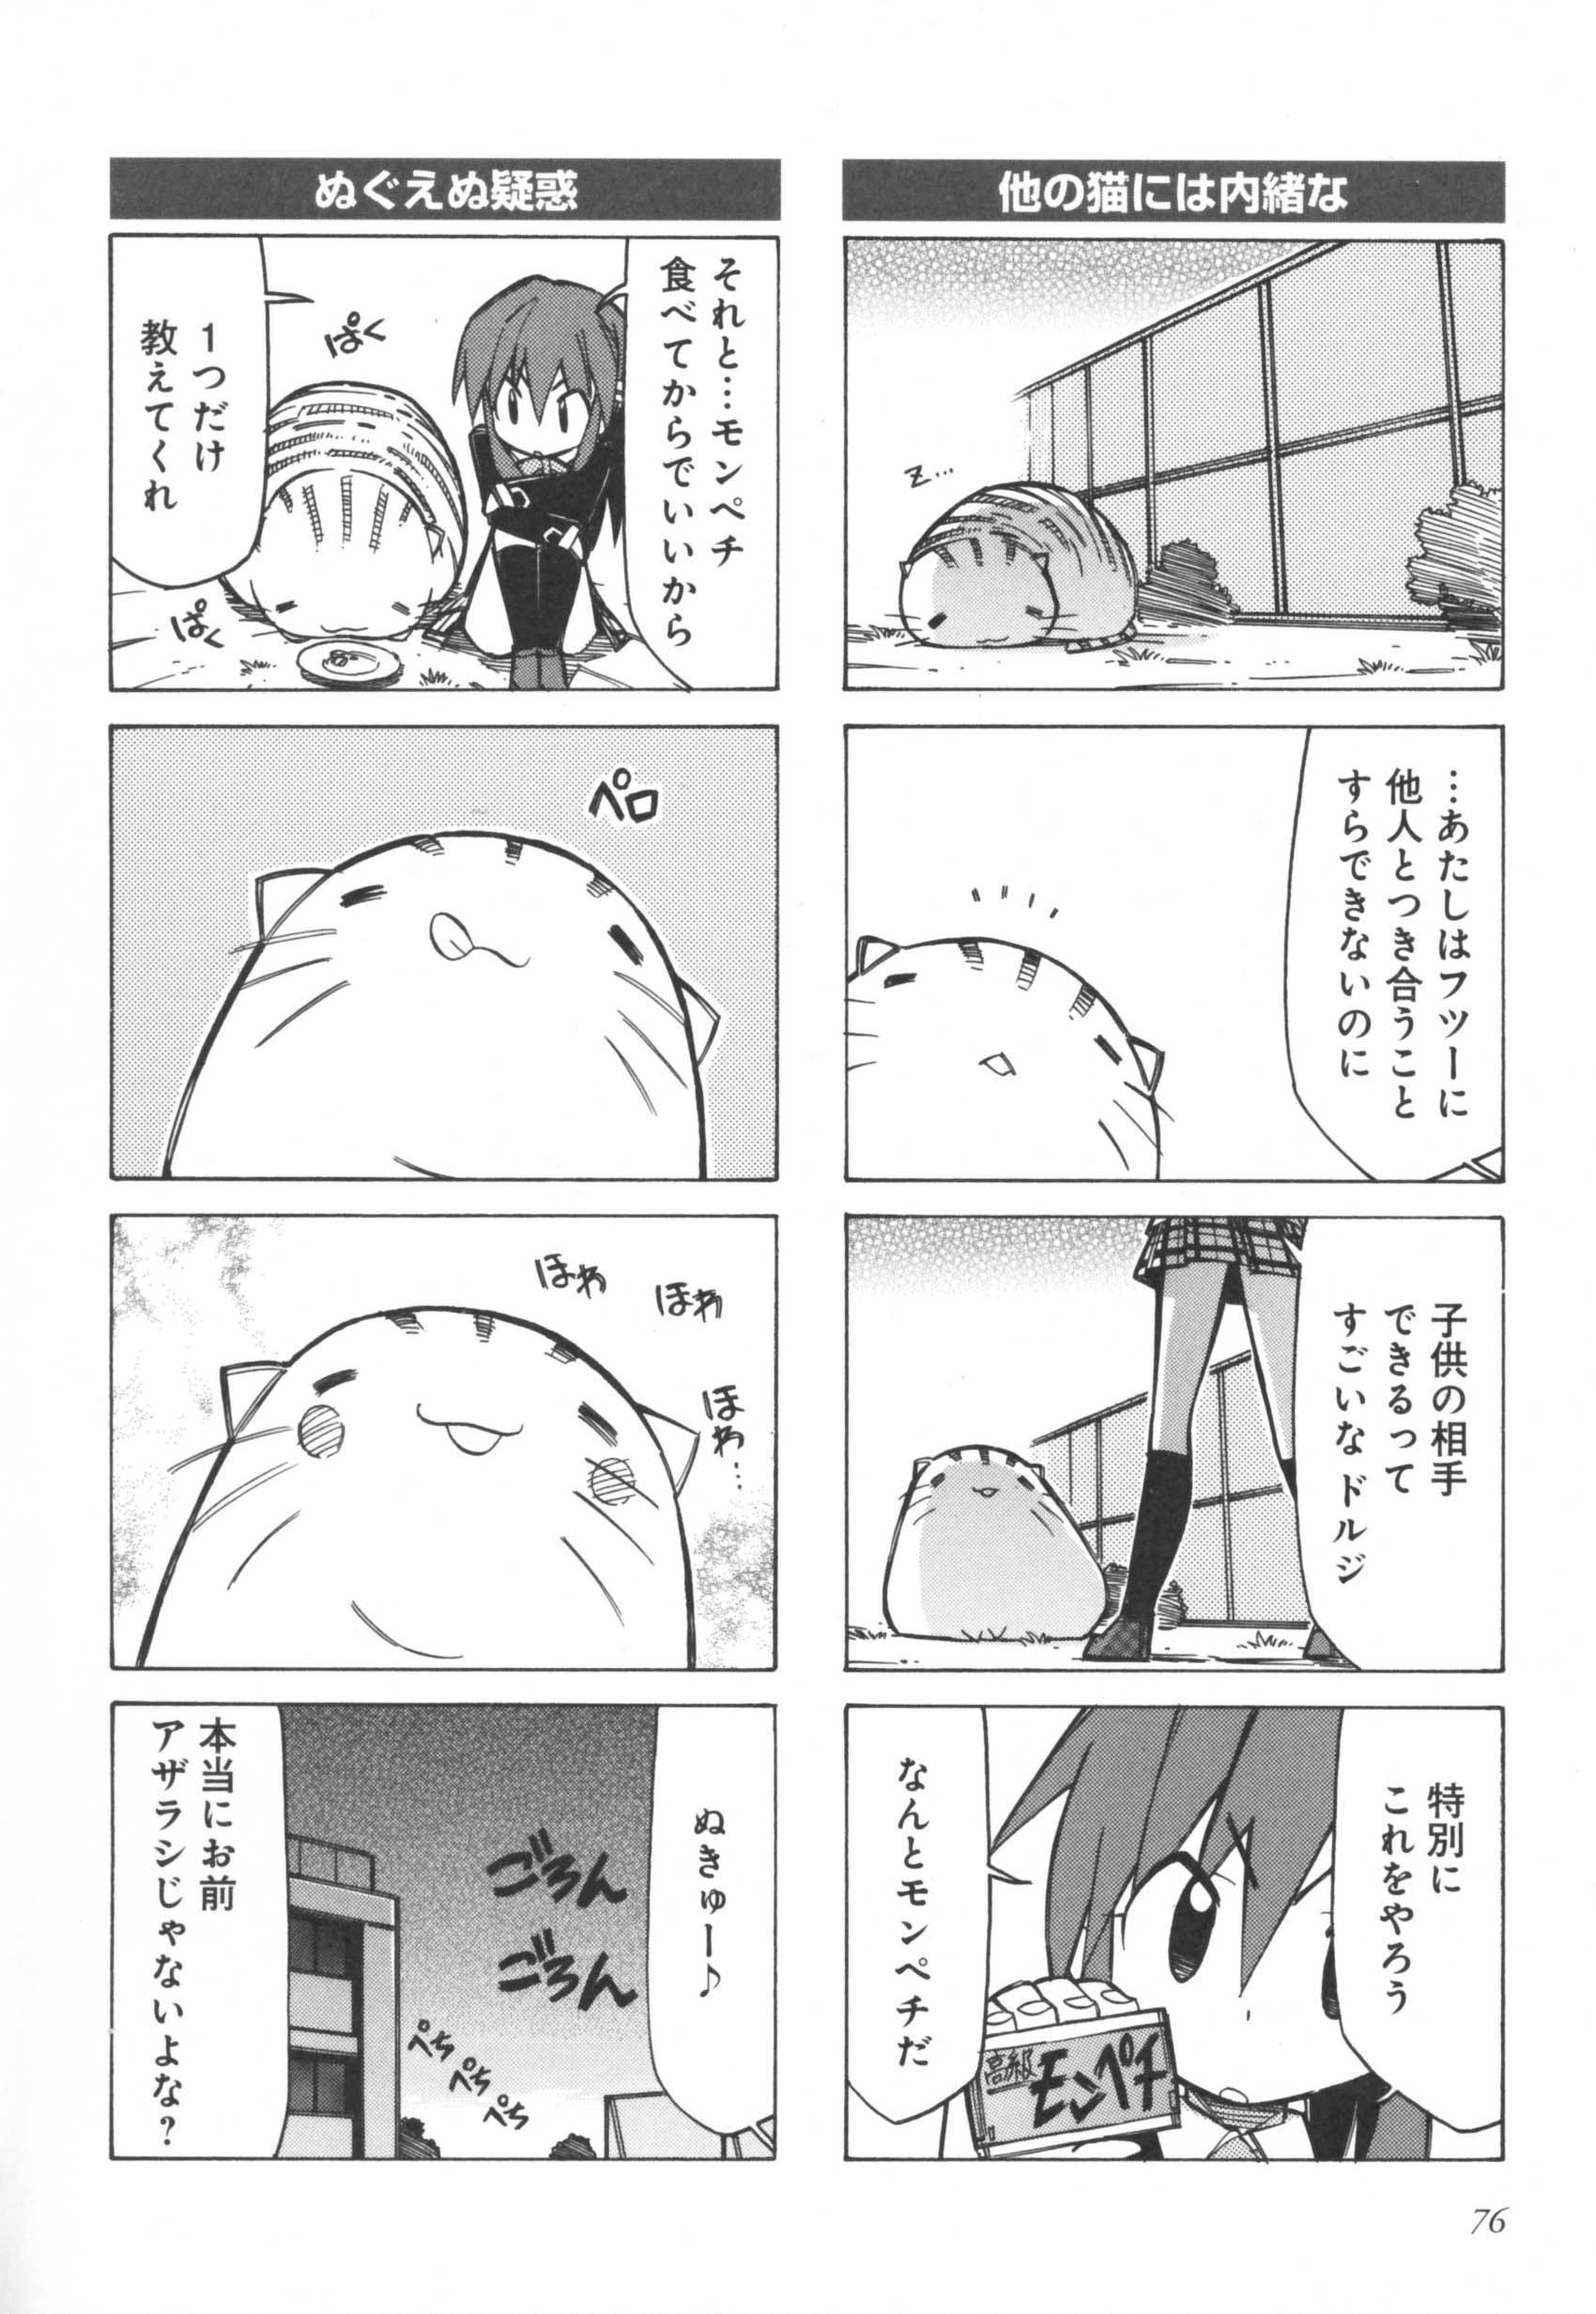 他の猫には内緒な
z…
…あたしはフツーに
他人とつき合うこと
すらできないのに
子供の相手
できるって
すごいなドルジ
特別に
これをやろう
なんとモンペチだ
高級
モンペチ
ぬぐえぬ疑惑
それと…モンペチ
食べてからでいいから
ぱく
1つだけ
教えてくれ
ぱく
ペロ
ほわ
ほわ
ほわ…
ぬきゅー♪
ごろん
ごろん
ぺち
ぺち
ぺち
本当にお前
アザラシじゃないよな?
76